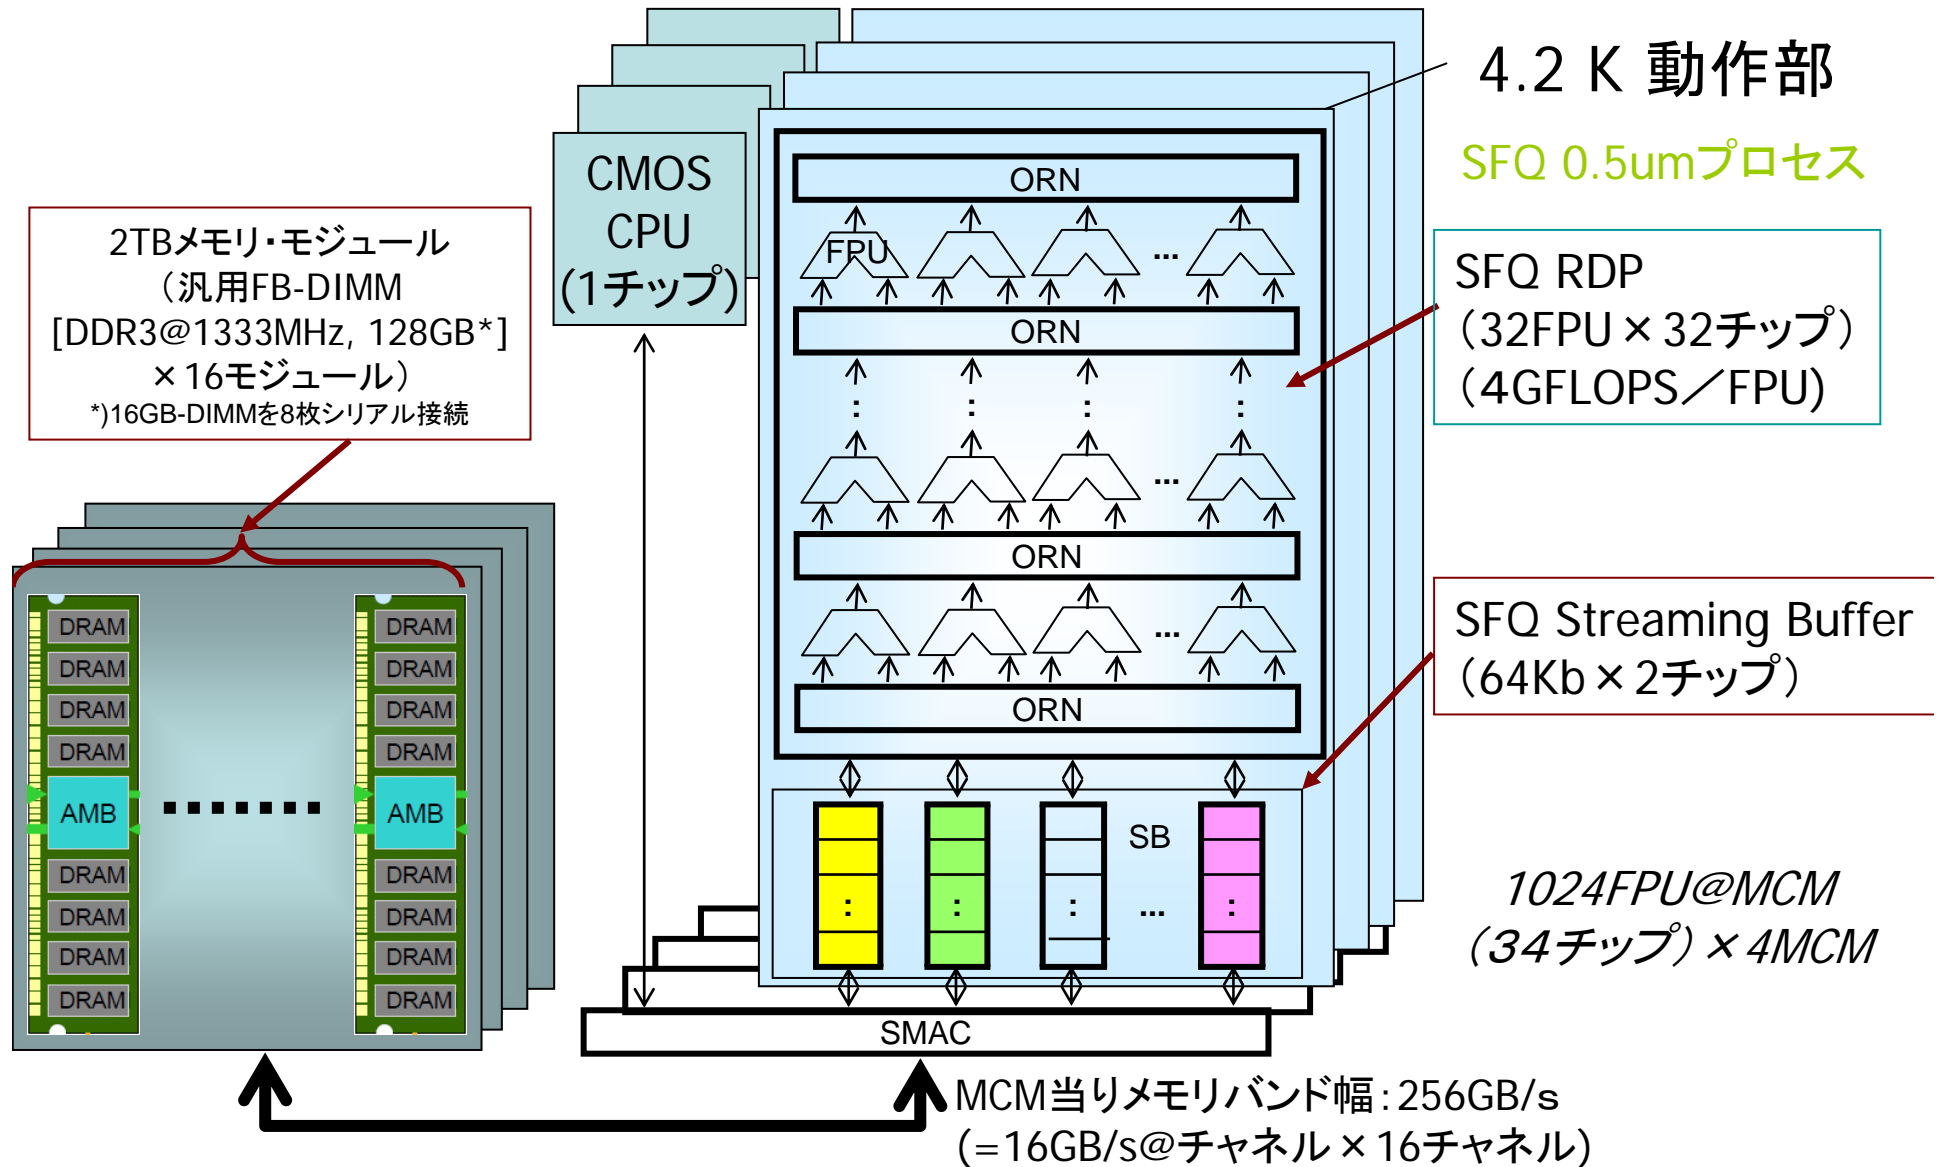 4.2 K 動作部
SFQ 0.5umプロセス
CMOS
CPU
(1チップ)
ORN
FPU
...
ORN
:
:
:
:
...
ORN
...
ORN
2TBメモリ・モジュール
（汎用FB-DIMM
[DDR3@1333MHz, 128GB*]
×16モジュール）
*)16GB-DIMMを8枚シリアル接続
SFQ RDP
（32FPU×32チップ）
(４GFLOPS／FPU)
SFQ Streaming Buffer
（64Kb×2チップ）
DRAM
DRAM
DRAM
DRAM
AMB
DRAM
DRAM
DRAM
DRAM
.......
DRAM
DRAM
DRAM
DRAM
AMB
DRAM
DRAM
DRAM
DRAM
SB
:
:
:
...
:
1024FPU@MCM
（３４チップ）×4MCM
SMAC
MCM当りメモリバンド幅：256GB/s
(=16GB/s@チャネル×16チャネル)